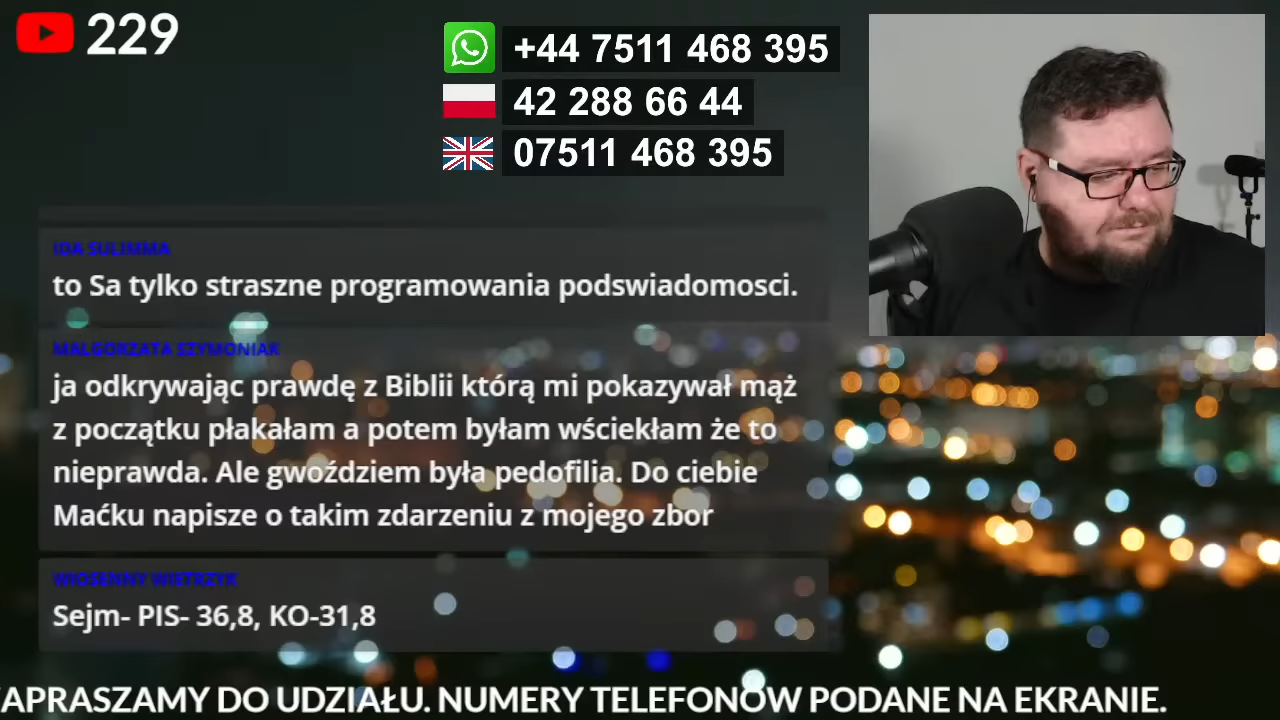 229
+44 7511 468 395
42 288 66 44
07511 468 395
IDA SULIMMA
to Sa tylko straszne programowania podswiadomosci.
MALGORZATA SZYMONIAK
ja odkrywając prawdę z Biblii którą mi pokazywał mąż
z początku płakałam a potem byłam wściekłam że to
nieprawda. Ale gwoździem była pedofilia. Do ciebie
Maćku napisze o takim zdarzeniu z mojego zbor
WIOSENNY WIETRZYK
Sejm- PIS- 36,8, KO-31,8
APRASZAMY DO UDZIAŁU. NUMERY TELEFONÓW PODANE NA EKRANIE.